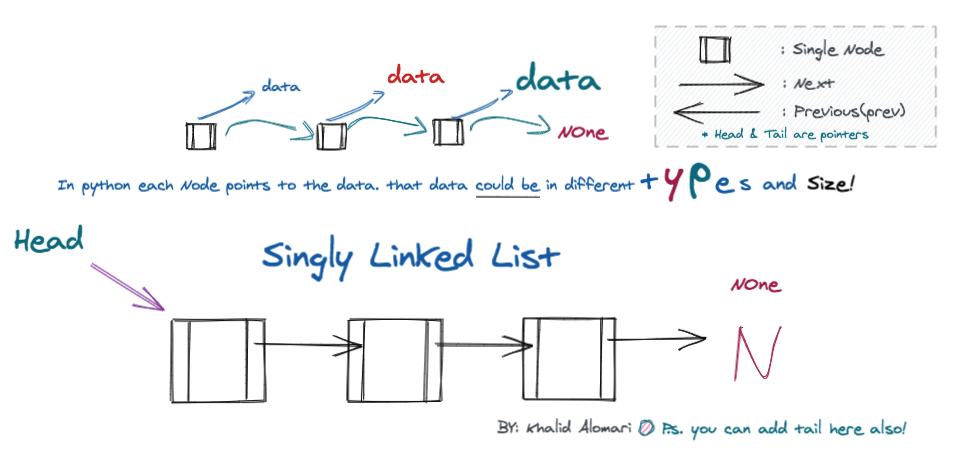 : Single Node
: Next
: Previous(prev)
* Head & Tail are pointers
data
data
data
NOne
In python each Node points to the data. that data could be in different types and Size!
Head
Singly Linked List
NOne
N
BY: Khalid Alomari P.s. you can add tail here also!